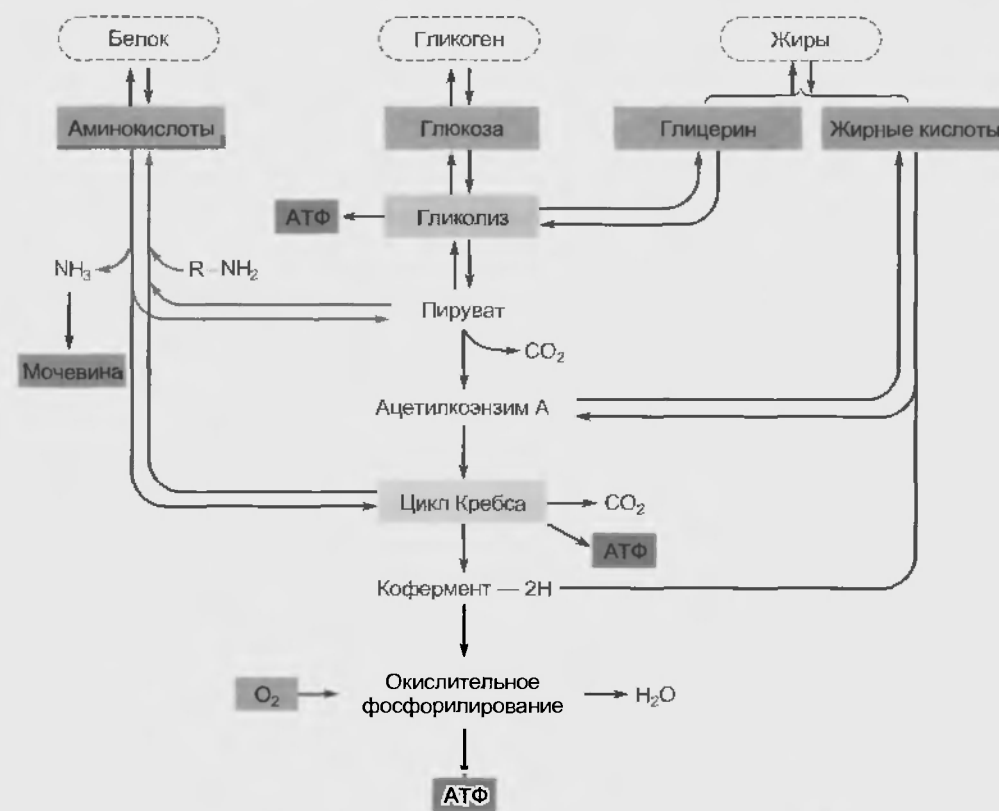 Белок
Гликоген
Жиры
Аминокислоты
Глюкоза
Глицерин
Жирные кислоты
АТФ
Гликолиз
NH₃
R–NH₂
Пируват
CO₂
Мочевина
Ацетилкоэнзим А
Цикл Кребса
CO₂
АТФ
Кофермент — 2H
O₂
Окислительное
фосфорилирование
H₂O
АТФ